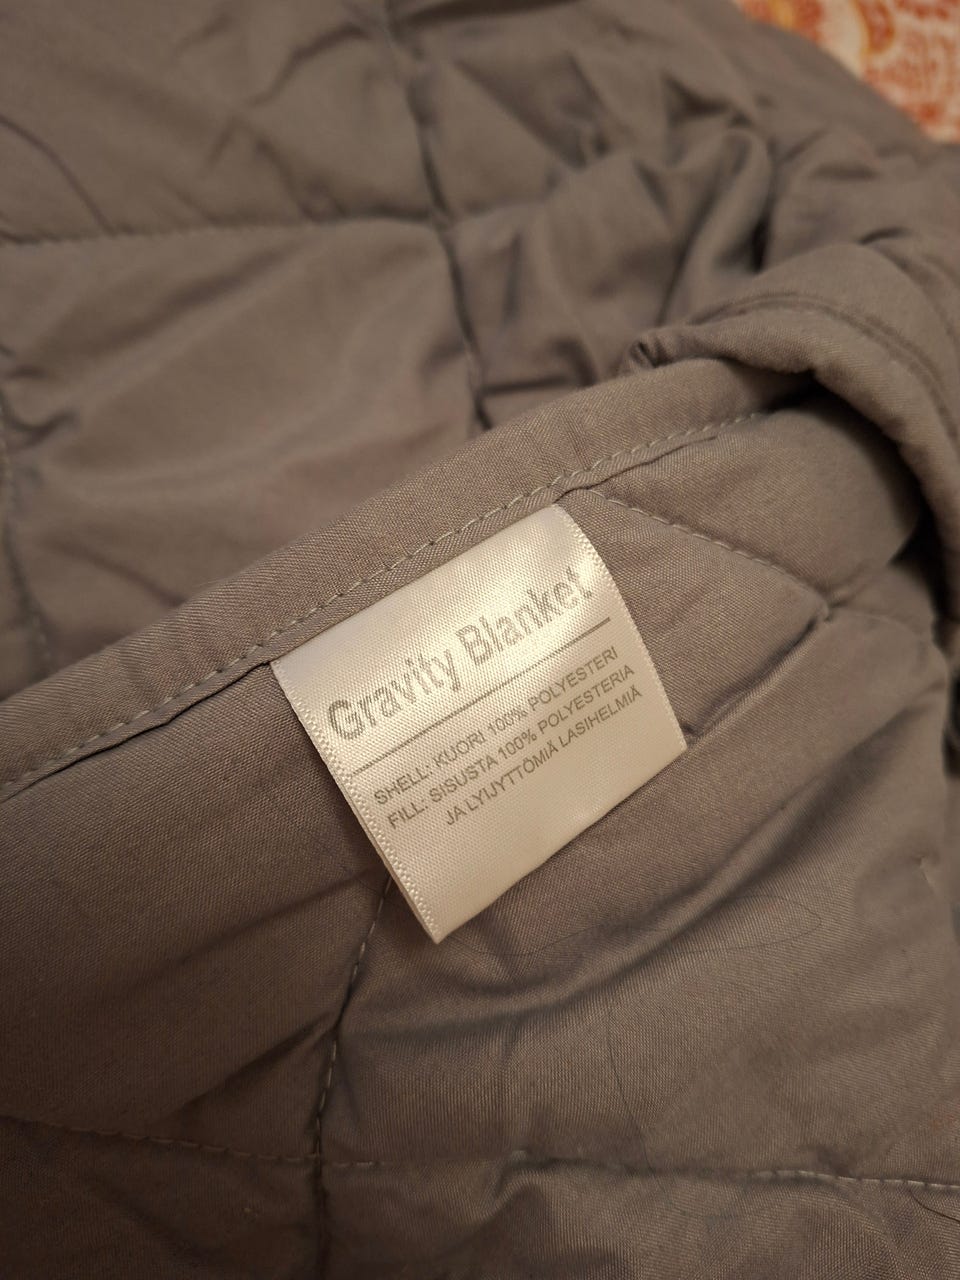 Gravity Blanket
SHELL: KUORI 100% POLYESTERI
FILL: SISUSTA 100% POLYESTERIA
JA LYIJYTTÖMIÄ LASIHELMIÄ